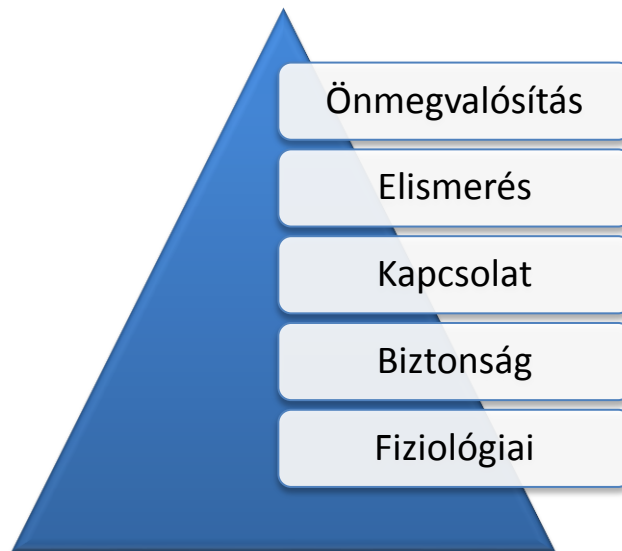 Önmegvalósítás
Elismerés
Kapcsolat
Biztonság
Fiziológiai